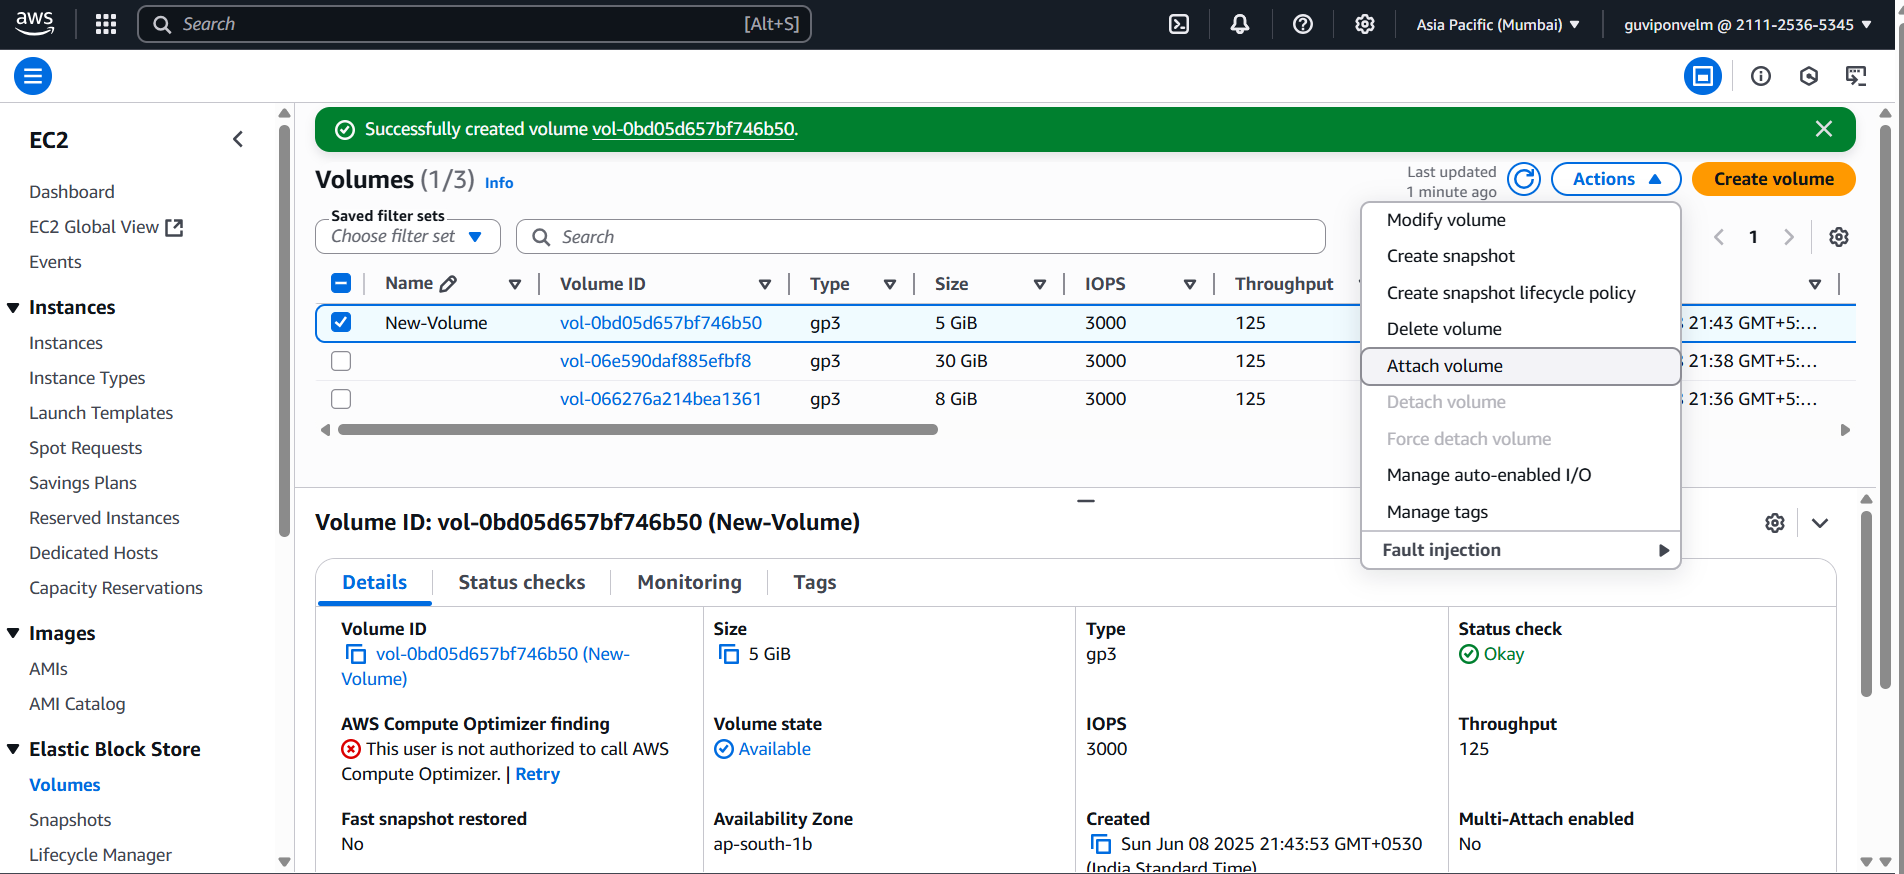 aws
Search [Alt+S]
Asia Pacific (Mumbai)
guviponvelm @ 2111-2536-5345
EC2
Dashboard
EC2 Global View
Events
Instances
Instances
Instance Types
Launch Templates
Spot Requests
Savings Plans
Reserved Instances
Dedicated Hosts
Capacity Reservations
Images
AMIs
AMI Catalog
Elastic Block Store
Volumes
Snapshots
Lifecycle Manager
Successfully created volume vol-0bd05d657bf746b50.
Volumes (1/3) Info
Last updated
1 minute ago
Actions
Create volume
Saved filter sets
Choose filter set
Search
1
Name Volume ID Type Size IOPS Throughput
New-Volume vol-0bd05d657bf746b50 gp3 5 GiB 3000 125 21:43 GMT+5:...
vol-06e590daf885efbf8 gp3 30 GiB 3000 125 21:38 GMT+5:...
vol-066276a214bea1361 gp3 8 GiB 3000 125 21:36 GMT+5:...
Modify volume
Create snapshot
Create snapshot lifecycle policy
Delete volume
Attach volume
Detach volume
Force detach volume
Manage auto-enabled I/O
Manage tags
Fault injection
Volume ID: vol-0bd05d657bf746b50 (New-Volume)
Details Status checks Monitoring Tags
Volume ID
vol-0bd05d657bf746b50 (New-
Volume)
Size
5 GiB
Type
gp3
Status check
Okay
AWS Compute Optimizer finding
This user is not authorized to call AWS
Compute Optimizer. | Retry
Volume state
Available
IOPS
3000
Throughput
125
Fast snapshot restored
No
Availability Zone
ap-south-1b
Created
Sun Jun 08 2025 21:43:53 GMT+0530
(India Standard Time)
Multi-Attach enabled
No